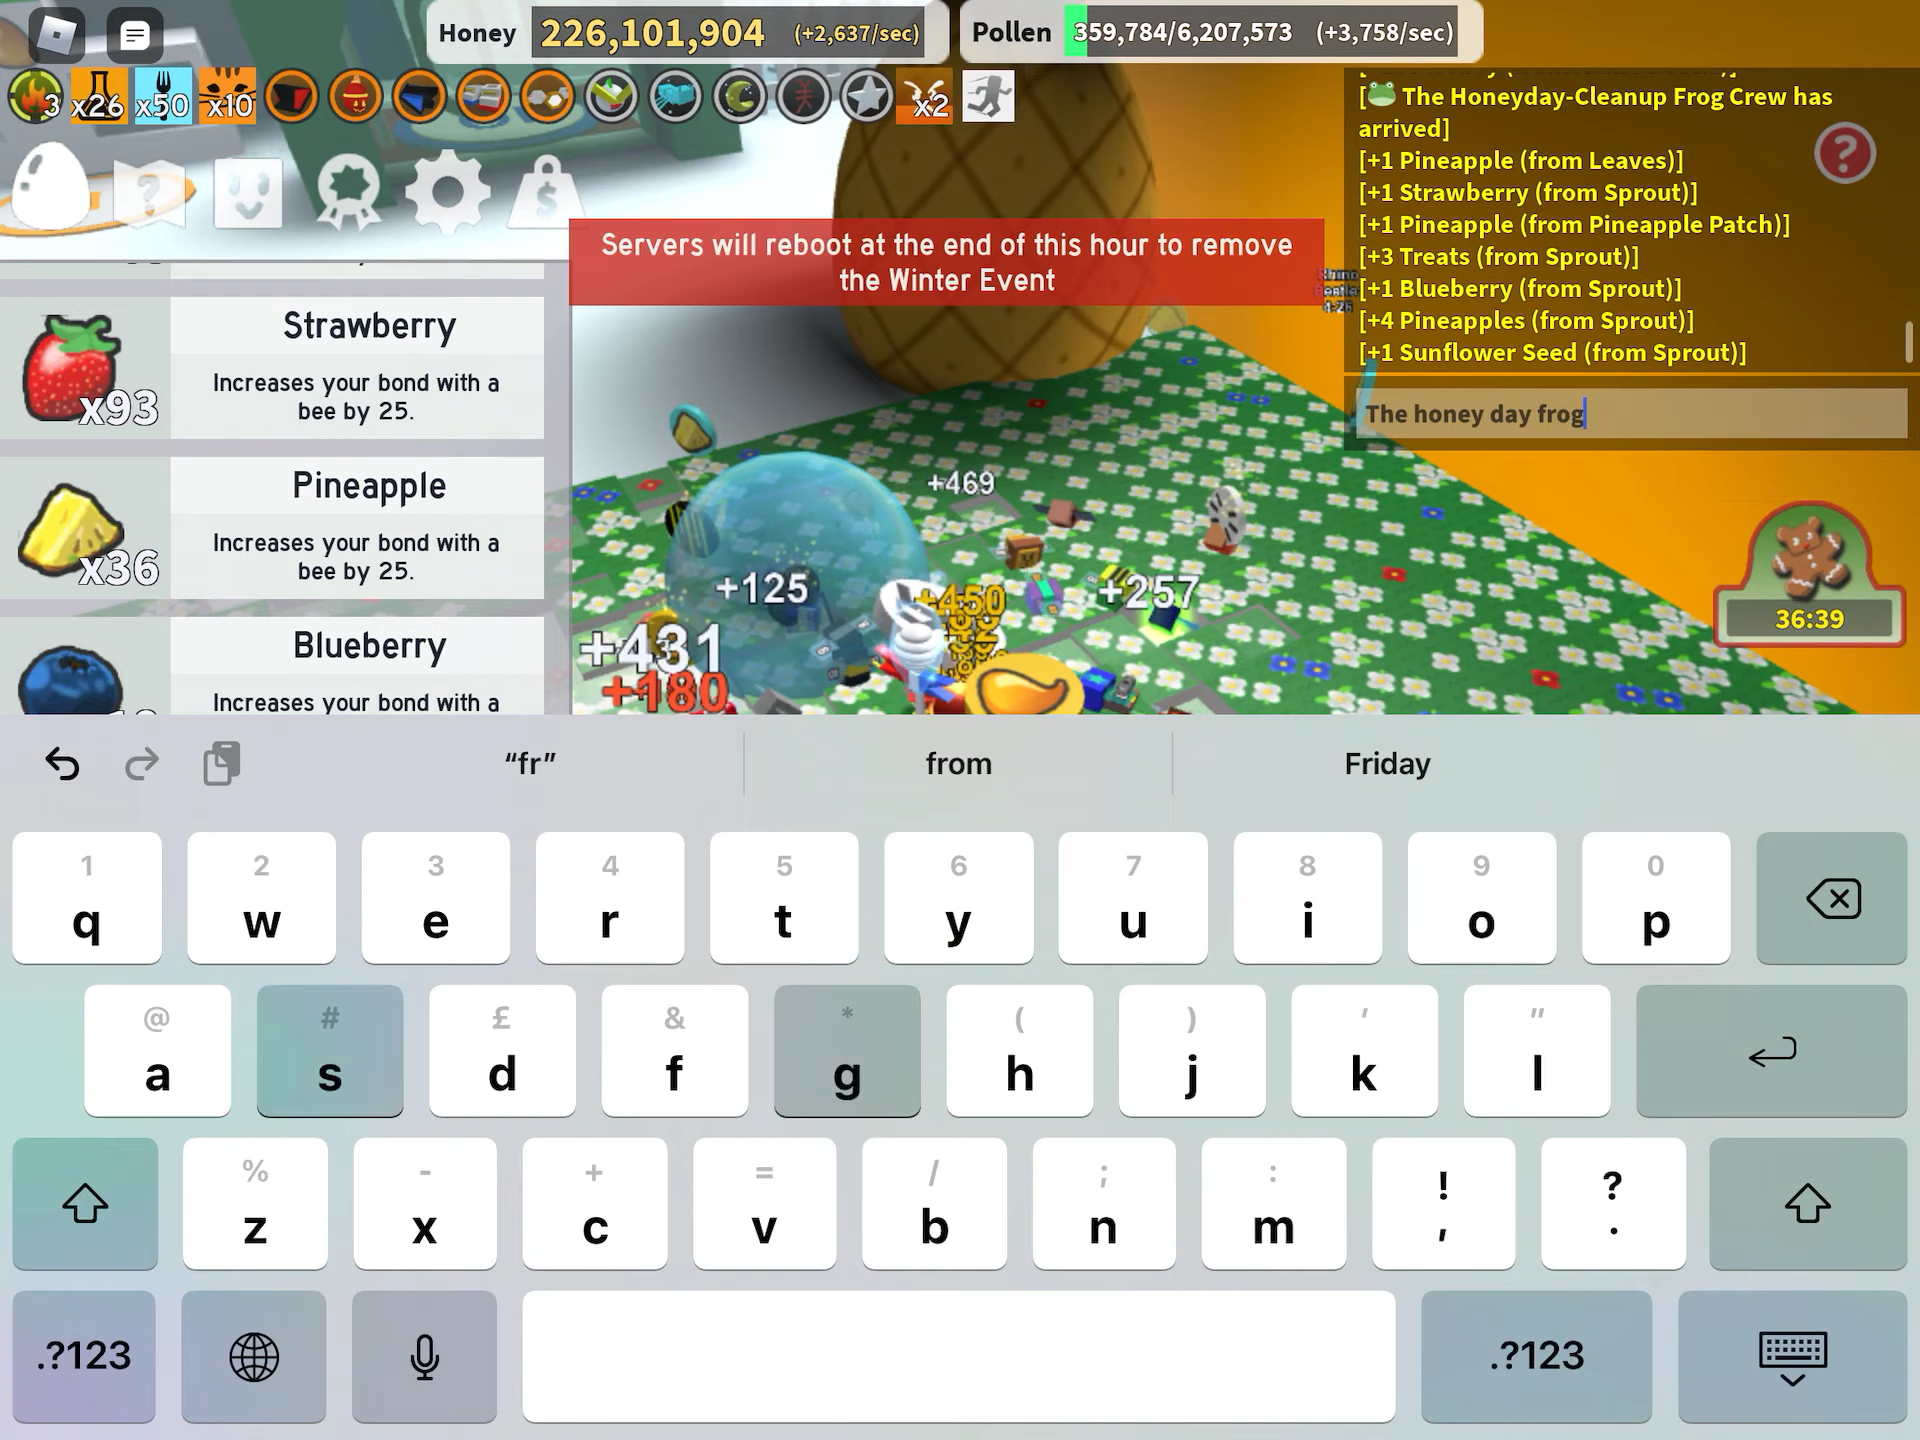 Honey 226,101,904 (+2,637/sec)
Pollen 359,784/6,207,573 (+3,758/sec)
3 x26 x50 x10 x2
[🐸 The Honeyday-Cleanup Frog Crew has
arrived]
[+1 Pineapple (from Leaves)]
[+1 Strawberry (from Sprout)]
[+1 Pineapple (from Pineapple Patch)]
[+3 Treats (from Sprout)]
[+1 Blueberry (from Sprout)]
[+4 Pineapples (from Sprout)]
[+1 Sunflower Seed (from Sprout)]
The honey day frog
?
?
$
Servers will reboot at the end of this hour to remove
the Winter Event
Rhino
Beetle
4:26
Strawberry
Increases your bond with a
bee by 25.
x93
Pineapple
Increases your bond with a
bee by 25.
x36
Blueberry
Increases your bond with a
+469
+125
+450
+257
+431
+180
36:39
“fr” from Friday
1 2 3 4 5 6 7 8 9 0
q w e r t y u i o p
@ # £ & * ( ) ' "
a s d f g h j k l
% - + = / ; : ! ?
z x c v b n m , .
.?123 .?123